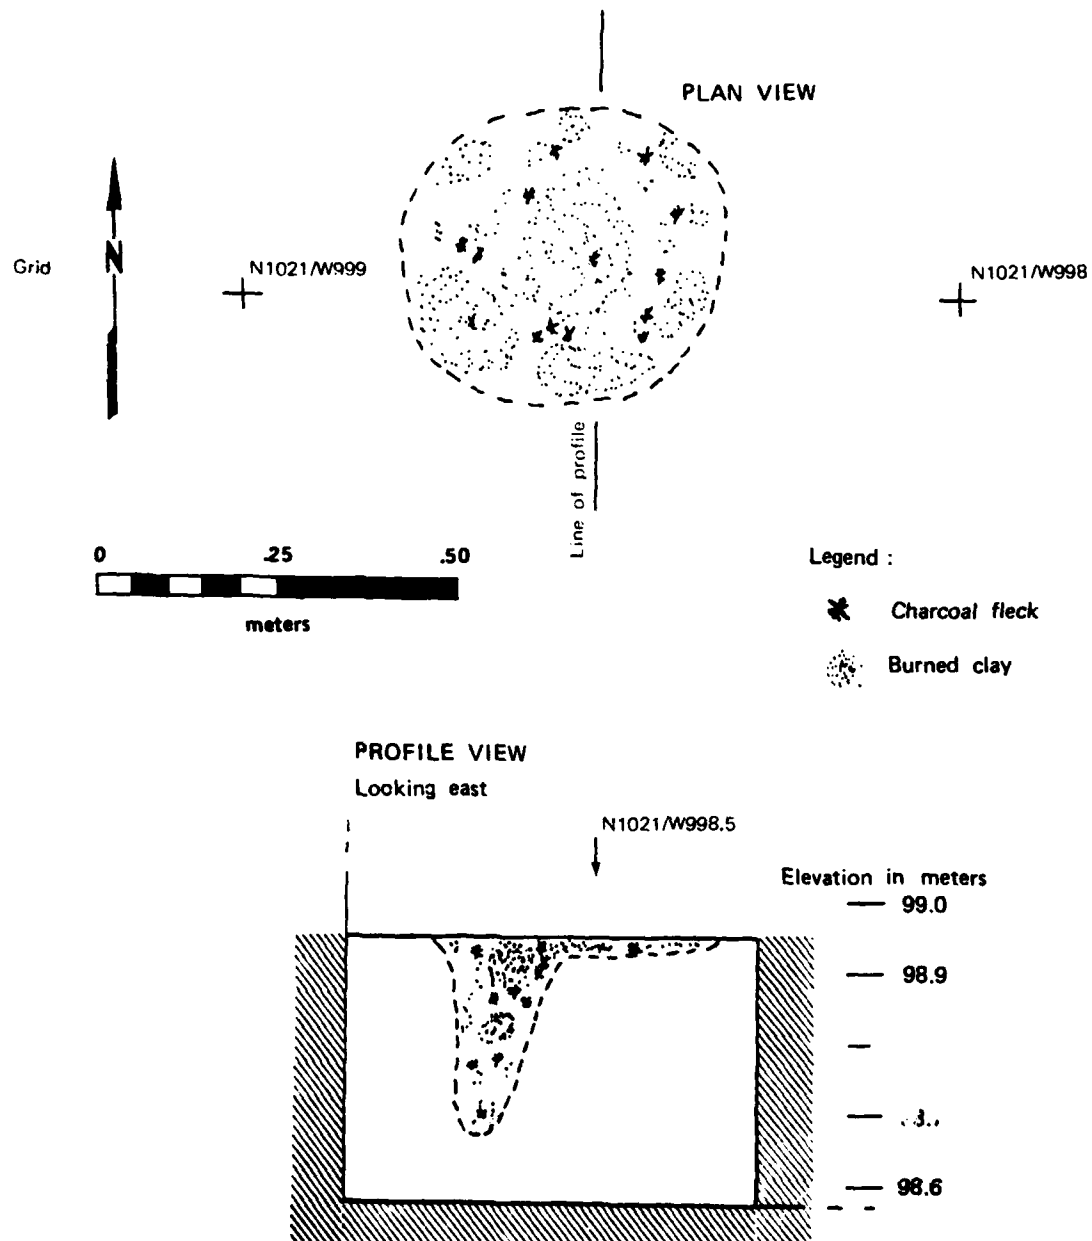 PLAN VIEW
Grid
N
N1021/W999
N1021/W998
Line of profile
0 .25 .50
meters
Legend :
Charcoal fleck
Burned clay
PROFILE VIEW
Looking east
N1021/W998.5
Elevation in meters
99.0
98.9
98.6